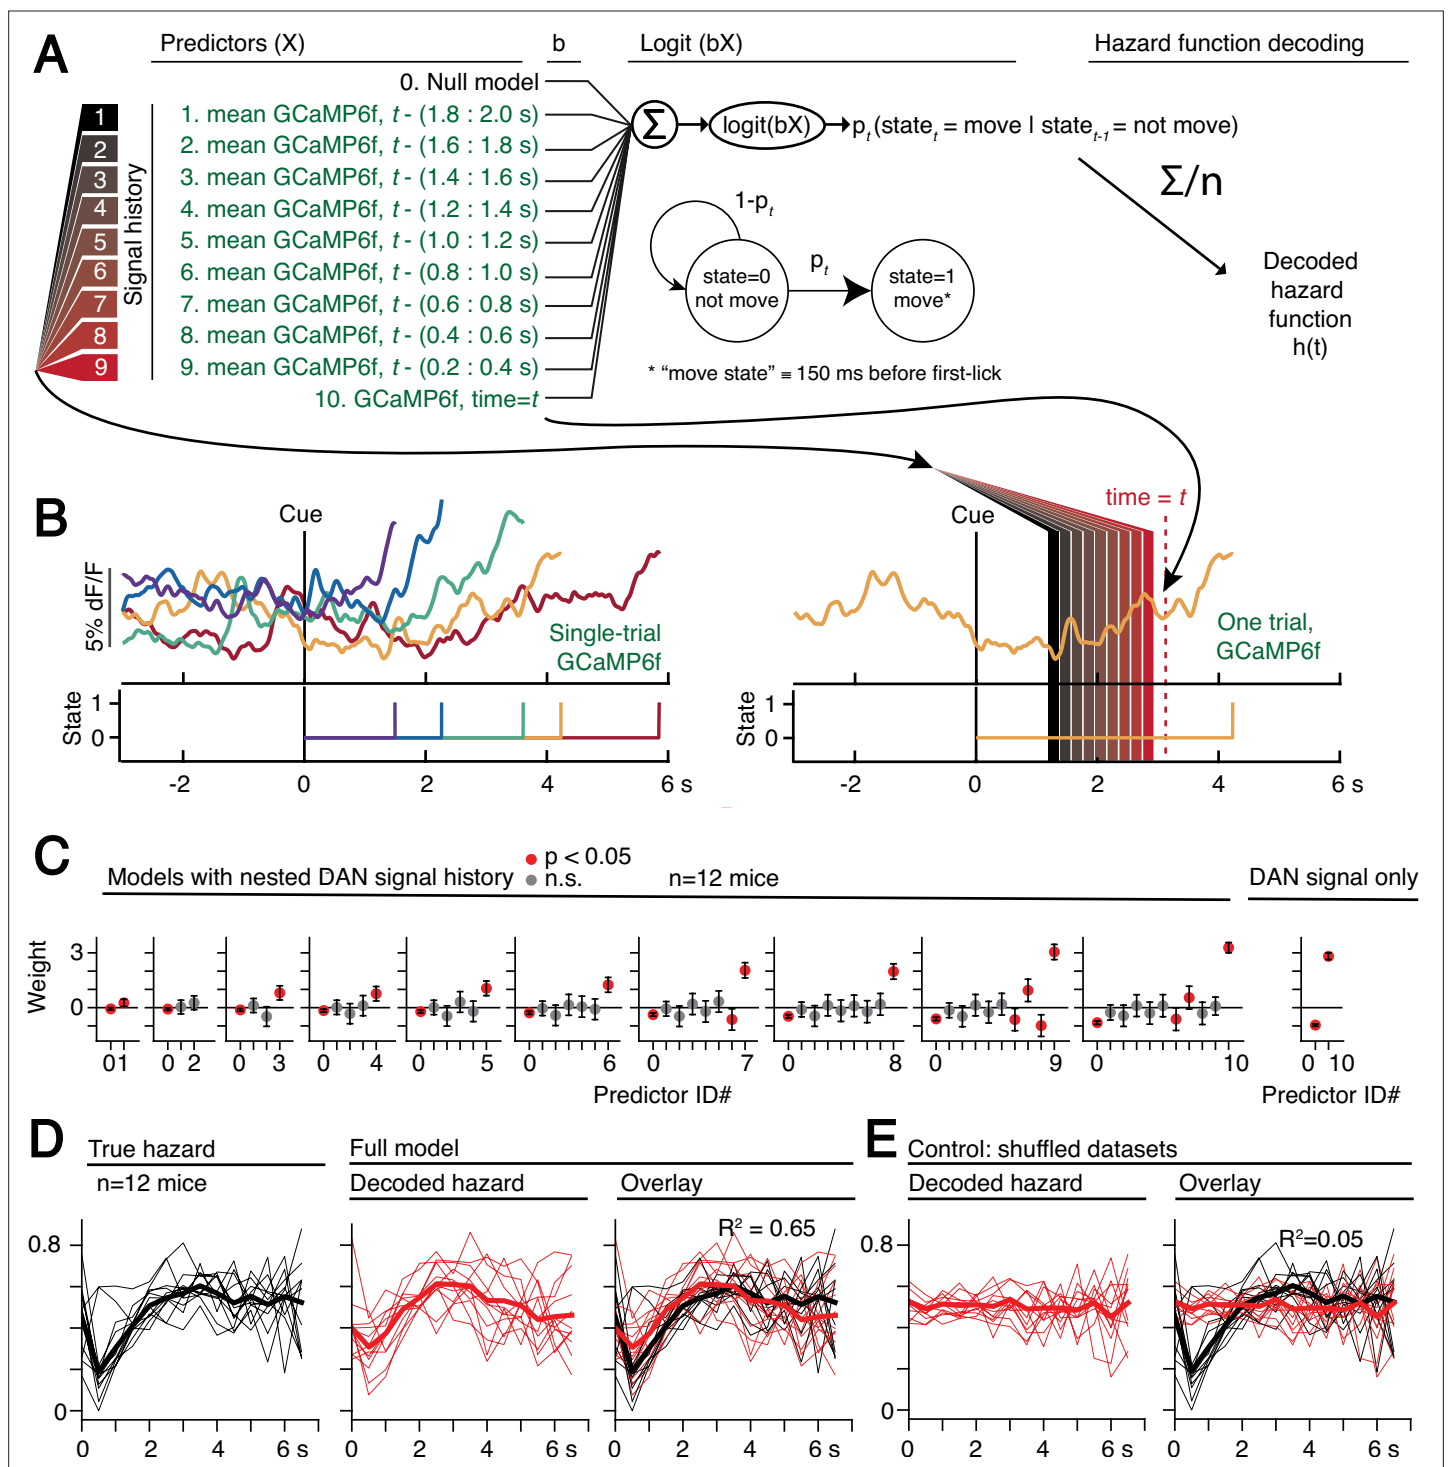 A
Predictors (X)
b
Logit (bX)
Hazard function decoding
0. Null model
1
2
3
4
5
6
7
8
9
Signal history
1. mean GCaMP6f, t - (1.8 : 2.0 s)
2. mean GCaMP6f, t - (1.6 : 1.8 s)
3. mean GCaMP6f, t - (1.4 : 1.6 s)
4. mean GCaMP6f, t - (1.2 : 1.4 s)
5. mean GCaMP6f, t - (1.0 : 1.2 s)
6. mean GCaMP6f, t - (0.8 : 1.0 s)
7. mean GCaMP6f, t - (0.6 : 0.8 s)
8. mean GCaMP6f, t - (0.4 : 0.6 s)
9. mean GCaMP6f, t - (0.2 : 0.4 s)
10. GCaMP6f, time=t
Σ
logit(bX)
pt(statet = move | statet-1 = not move)
Σ/n
1-pt
pt
state=0
not move
state=1
move*
* “move state” ≡ 150 ms before first-lick
Decoded
hazard
function
h(t)
B
Cue
5% dF/F
Single-trial
GCaMP6f
State
1
0
-2 0 2 4 6 s
Cue
time = t
One trial,
GCaMP6f
State
1
0
-2 0 2 4 6 s
C
Models with nested DAN signal history
p < 0.05
n.s.
n=12 mice
DAN signal only
Weight
3
0
0 1
0 2
0 3
0 4
0 5
0 6
0 7
0 8
0 9
0 10
0 10
Predictor ID#
Predictor ID#
D
True hazard
n=12 mice
Full model
Decoded hazard
Overlay
R2 = 0.65
0.8
0
0 2 4 6 s
0 2 4 6 s
0 2 4 6 s
E
Control: shuffled datasets
Decoded hazard
Overlay
R2=0.05
0.8
0
0 2 4 6 s
0 2 4 6 s